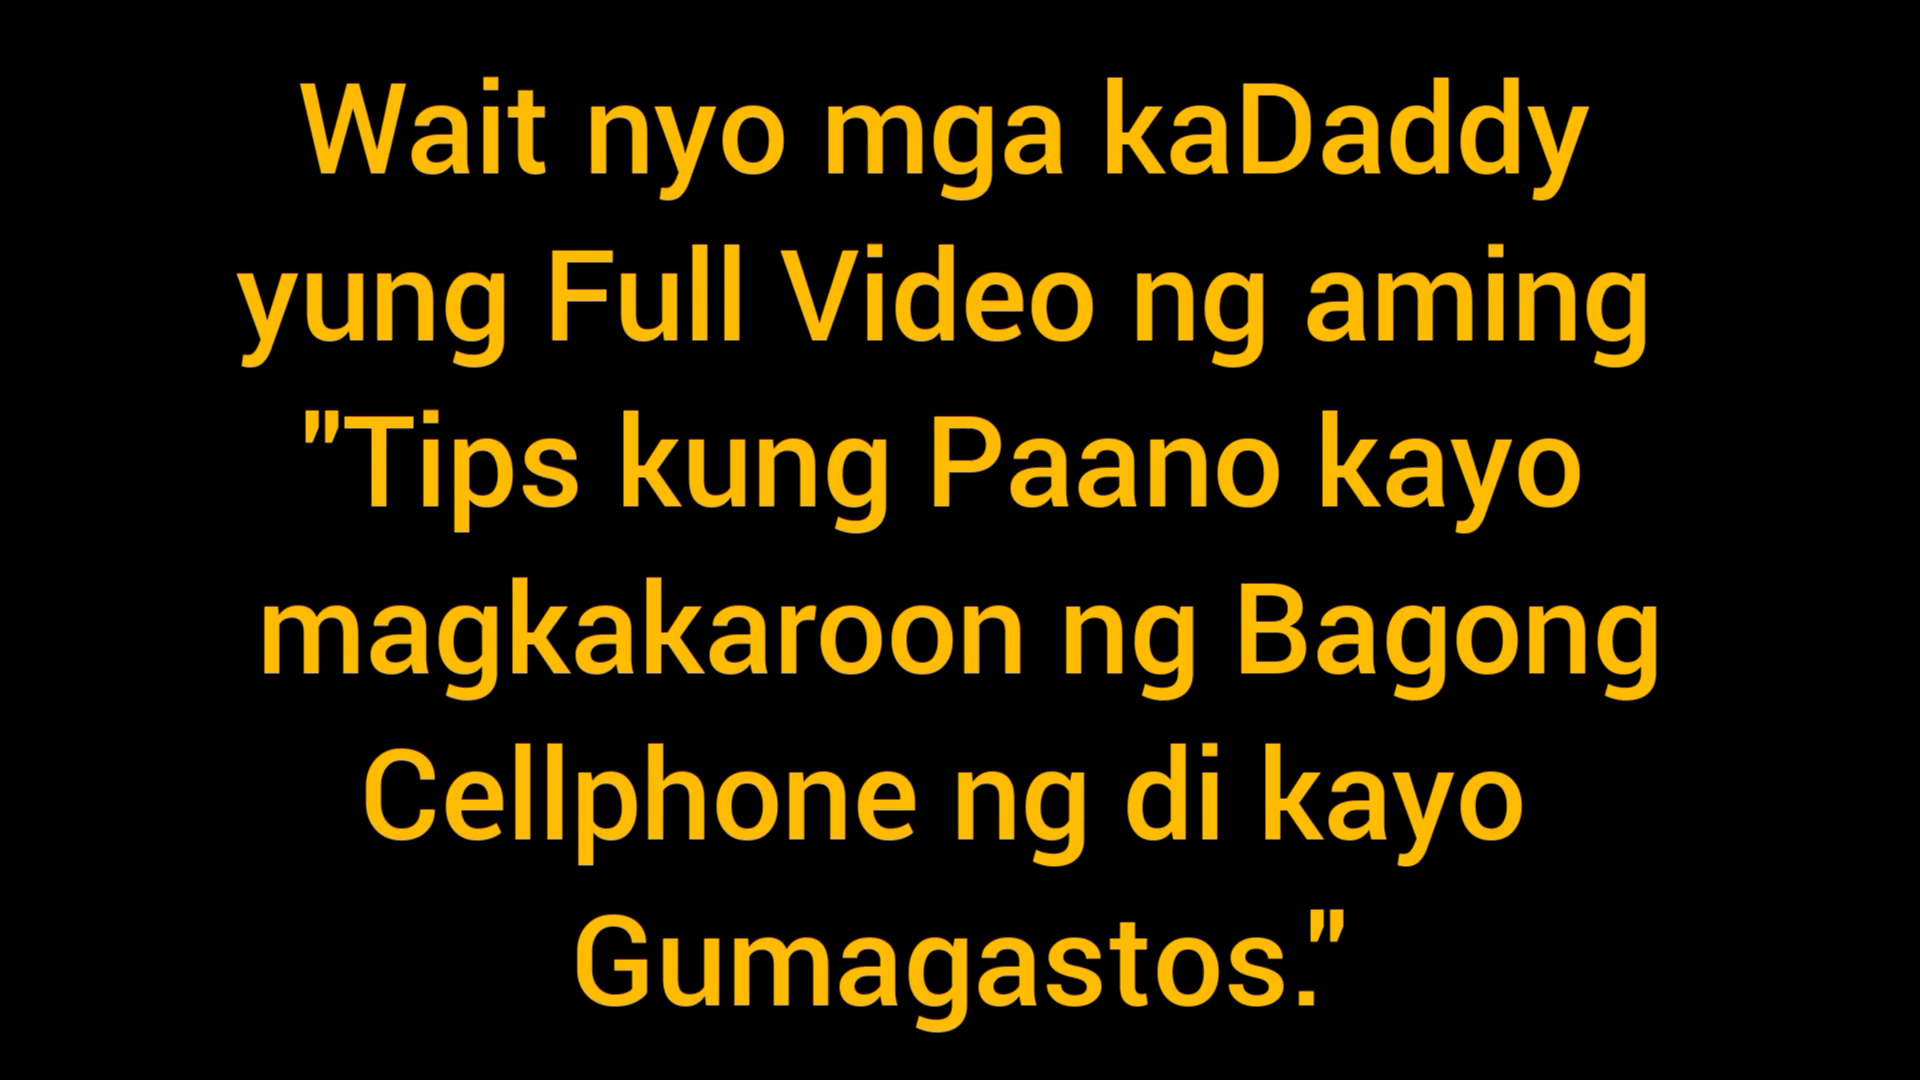 Wait nyo mga kaDaddy
yung Full Video ng aming
"Tips kung Paano kayo
magkakaroon ng Bagong
Cellphone ng di kayo
Gumagastos."